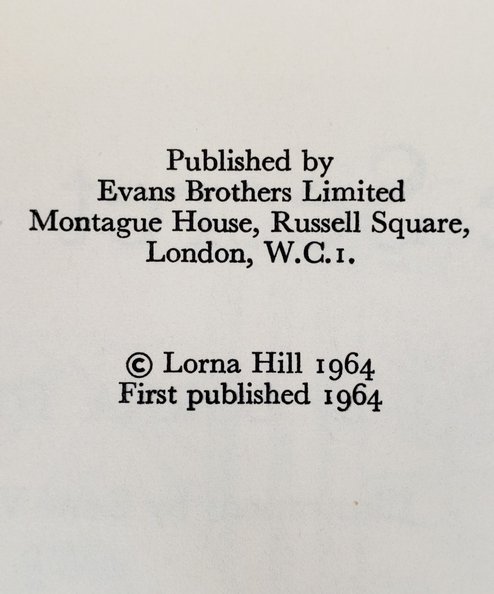 Published by
Evans Brothers Limited
Montague House, Russell Square,
London, W.C.1.
© Lorna Hill 1964
First published 1964